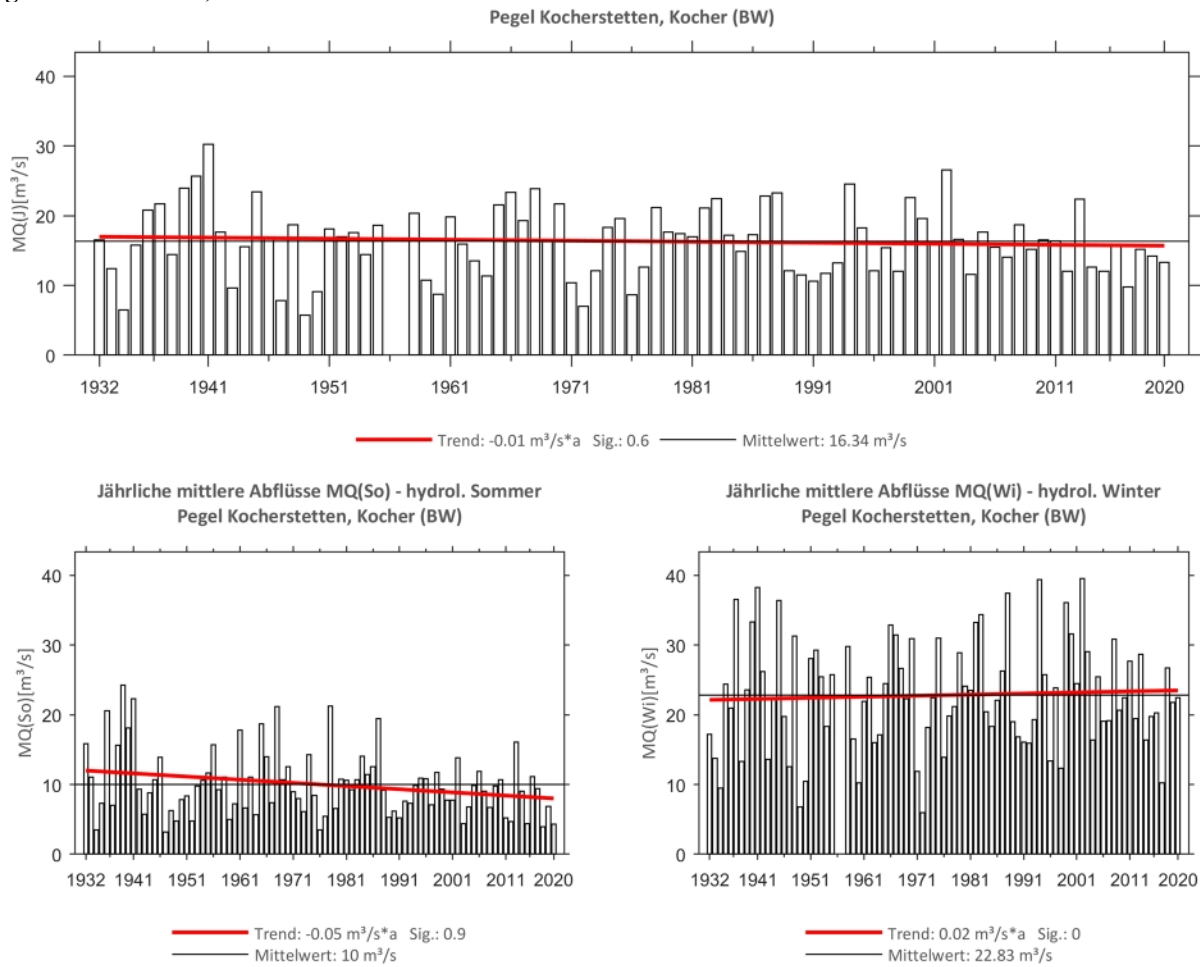 Pegel Kocherstetten, Kocher (BW)
MQ(J)[m³/s]
40
30
20
10
0
1932 1941 1951 1961 1971 1981 1991 2001 2011 2020
Trend: -0.01 m³/s*a Sig.: 0.6 Mittelwert: 16.34 m³/s
Jährliche mittlere Abflüsse MQ(So) - hydrol. Sommer
Pegel Kocherstetten, Kocher (BW)
MQ(So)[m³/s]
40
30
20
10
0
1932 1941 1951 1961 1971 1981 1991 2001 2011 2020
Trend: -0.05 m³/s*a Sig.: 0.9
Mittelwert: 10 m³/s
Jährliche mittlere Abflüsse MQ(Wi) - hydrol. Winter
Pegel Kocherstetten, Kocher (BW)
MQ(Wi)[m³/s]
40
30
20
10
0
1932 1941 1951 1961 1971 1981 1991 2001 2011 2020
Trend: 0.02 m³/s*a Sig.: 0
Mittelwert: 22.83 m³/s